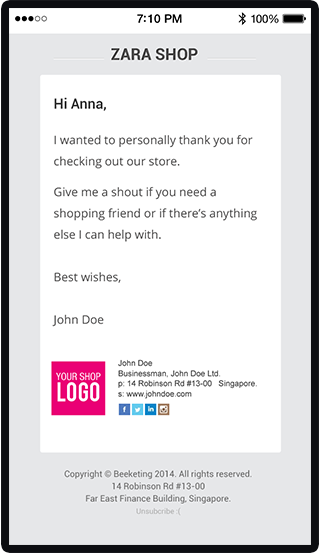 7:10 PM 100%
ZARA SHOP
Hi Anna,
I wanted to personally thank you for
checking out our store.
Give me a shout if you need a
shopping friend or if there's anything
else I can help with.
Best wishes,
John Doe
YOUR SHOP
LOGO
John Doe
Businessman, John Doe Ltd.
p: 14 Robinson Rd #13-00 Singapore.
s: www.johndoe.com
Copyright © Beeketing 2014. All rights reserved.
14 Robinson Rd #13-00
Far East Finance Building, Singapore.
Unsubcribe :(